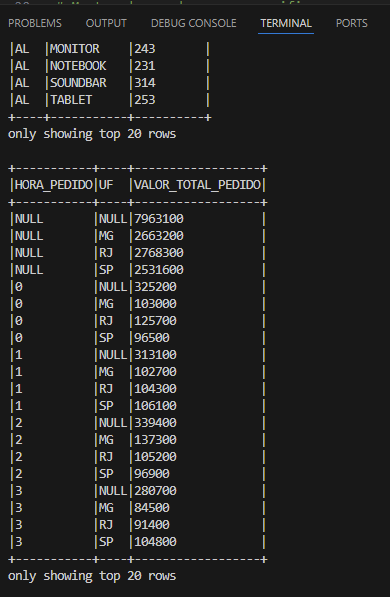 PROBLEMS OUTPUT DEBUG CONSOLE TERMINAL PORTS
|AL |MONITOR |243 |
|AL |NOTEBOOK |231 |
|AL |SOUNDBAR |314 |
|AL |TABLET |253 |
+----+-----------+----------+
only showing top 20 rows
+-----------+----+------------------+
|HORA_PEDIDO|UF |VALOR_TOTAL_PEDIDO|
+-----------+----+------------------+
|NULL |NULL|7963100 |
|NULL |MG |2663200 |
|NULL |RJ |2768300 |
|NULL |SP |2531600 |
|0 |NULL|325200 |
|0 |MG |103000 |
|0 |RJ |125700 |
|0 |SP |96500 |
|1 |NULL|313100 |
|1 |MG |102700 |
|1 |RJ |104300 |
|1 |SP |106100 |
|2 |NULL|339400 |
|2 |MG |137300 |
|2 |RJ |105200 |
|2 |SP |96900 |
|3 |NULL|280700 |
|3 |MG |84500 |
|3 |RJ |91400 |
|3 |SP |104800 |
+-----------+----+------------------+
only showing top 20 rows